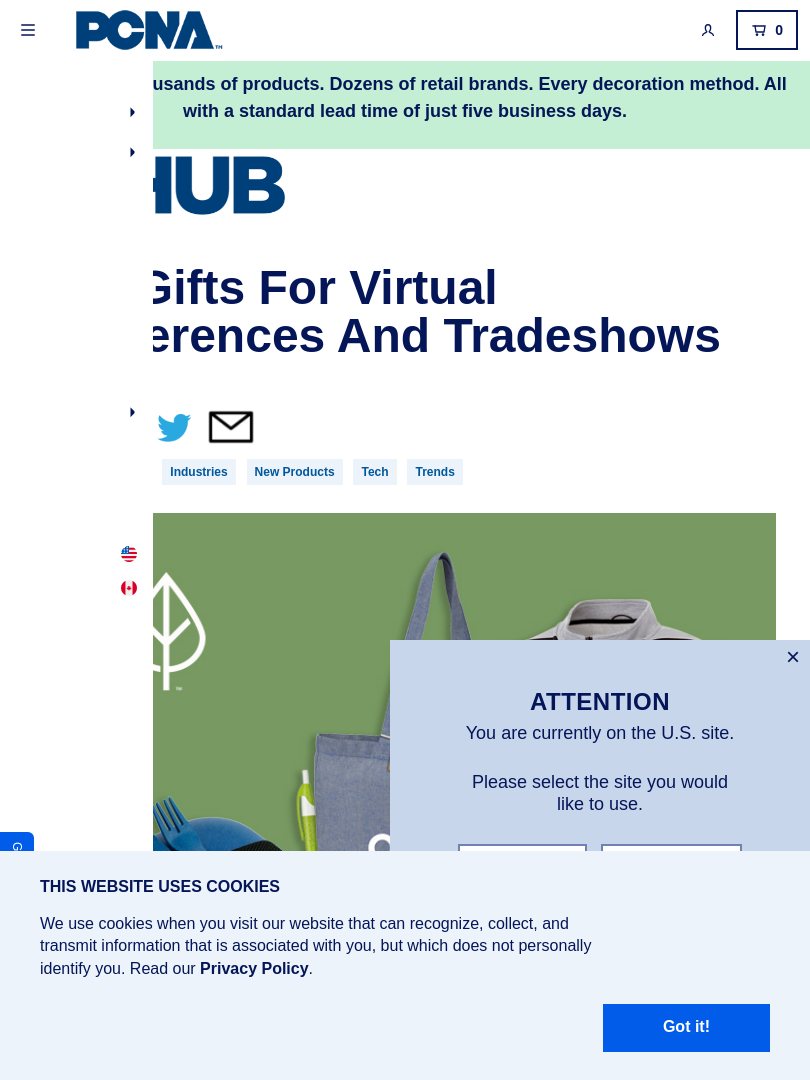 PCNA™
0
usands of products. Dozens of retail brands. Every decoration method. All
with a standard lead time of just five business days.
HUB
Gifts For Virtual
erences And Tradeshows
Industries
New Products
Tech
Trends
ATTENTION
You are currently on the U.S. site.
Please select the site you would
like to use.
G
THIS WEBSITE USES COOKIES
We use cookies when you visit our website that can recognize, collect, and
transmit information that is associated with you, but which does not personally
identify you. Read our Privacy Policy.
Got it!